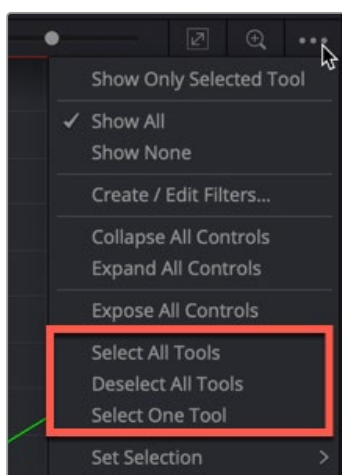 Show Only Selected Tool
Show All
Show None
Create / Edit Filters...
Collapse All Controls
Expand All Controls
Expose All Controls
Select All Tools
Deselect All Tools
Select One Tool
Set Selection